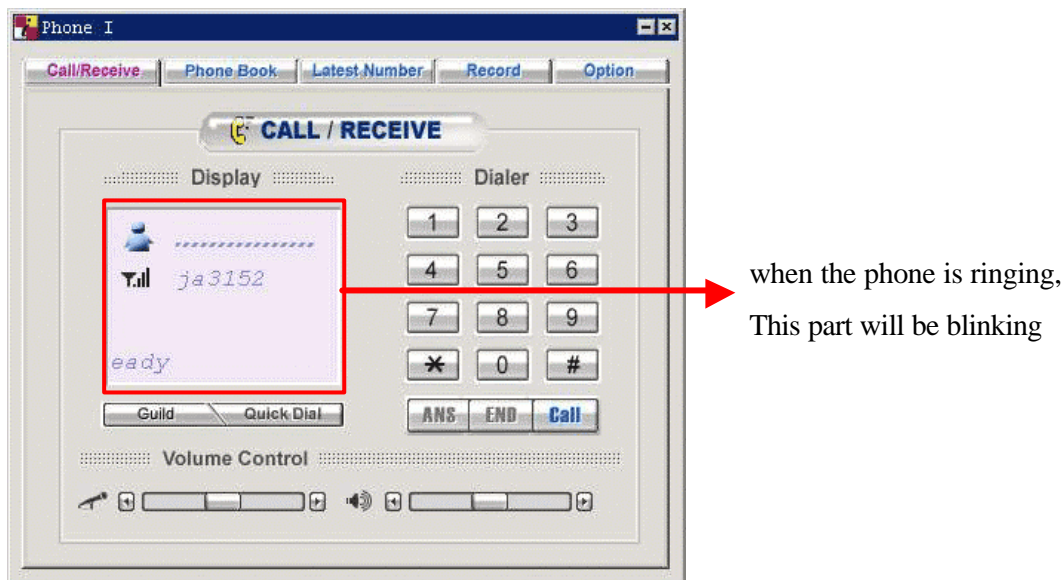 Phone I
Call/Receive Phone Book Latest Number Record Option
CALL / RECEIVE
Display Dialer
1 2 3
ja3152
4 5 6
7 8 9
eady
* 0 #
Guild Quick Dial
ANS END Call
Volume Control
when the phone is ringing,
This part will be blinking